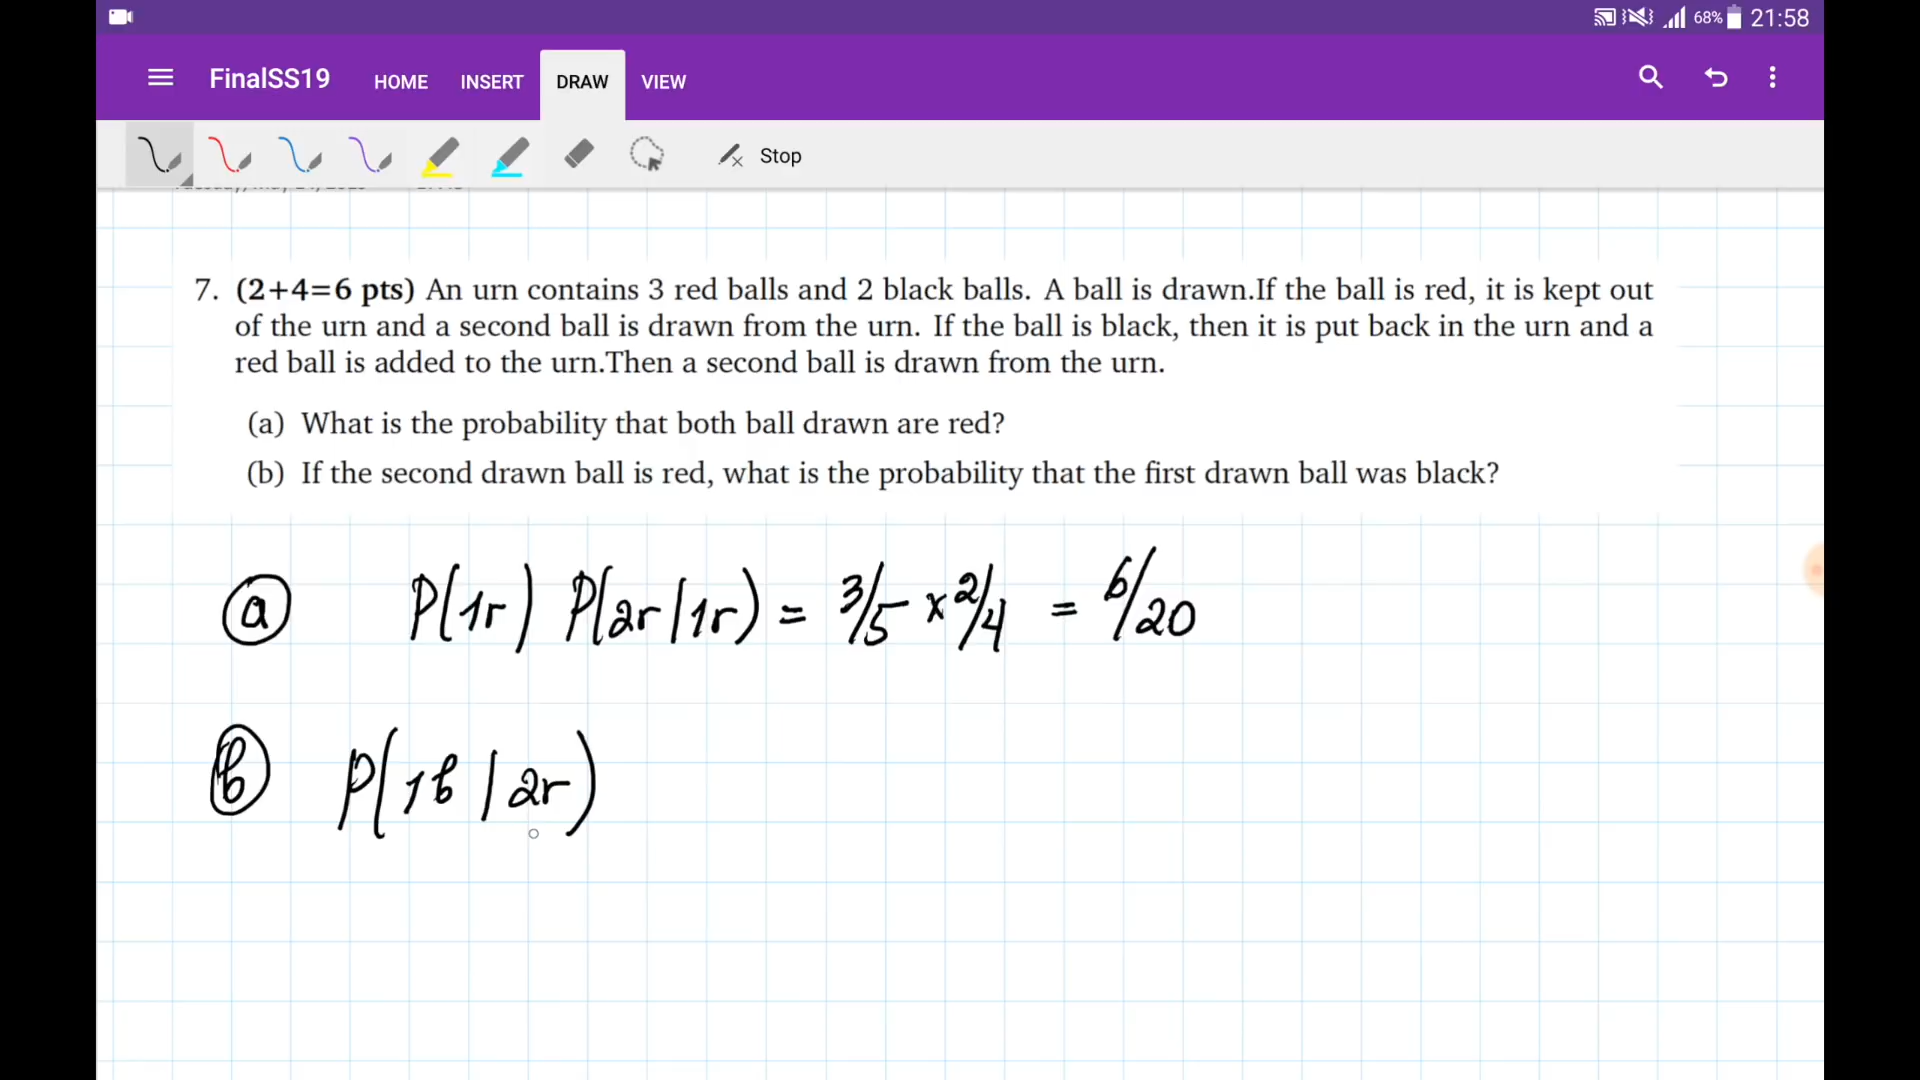 68% 21:58
FinalSS19 HOME INSERT DRAW VIEW
Stop
7. (2+4=6 pts) An urn contains 3 red balls and 2 black balls. A ball is drawn.If the ball is red, it is kept out
of the urn and a second ball is drawn from the urn. If the ball is black, then it is put back in the urn and a
red ball is added to the urn.Then a second ball is drawn from the urn.
(a) What is the probability that both ball drawn are red?
(b) If the second drawn ball is red, what is the probability that the first drawn ball was black?
a P(1r) P(2r|1r) = 3/5 x 2/4 = 6/20
b P(1b|2r)